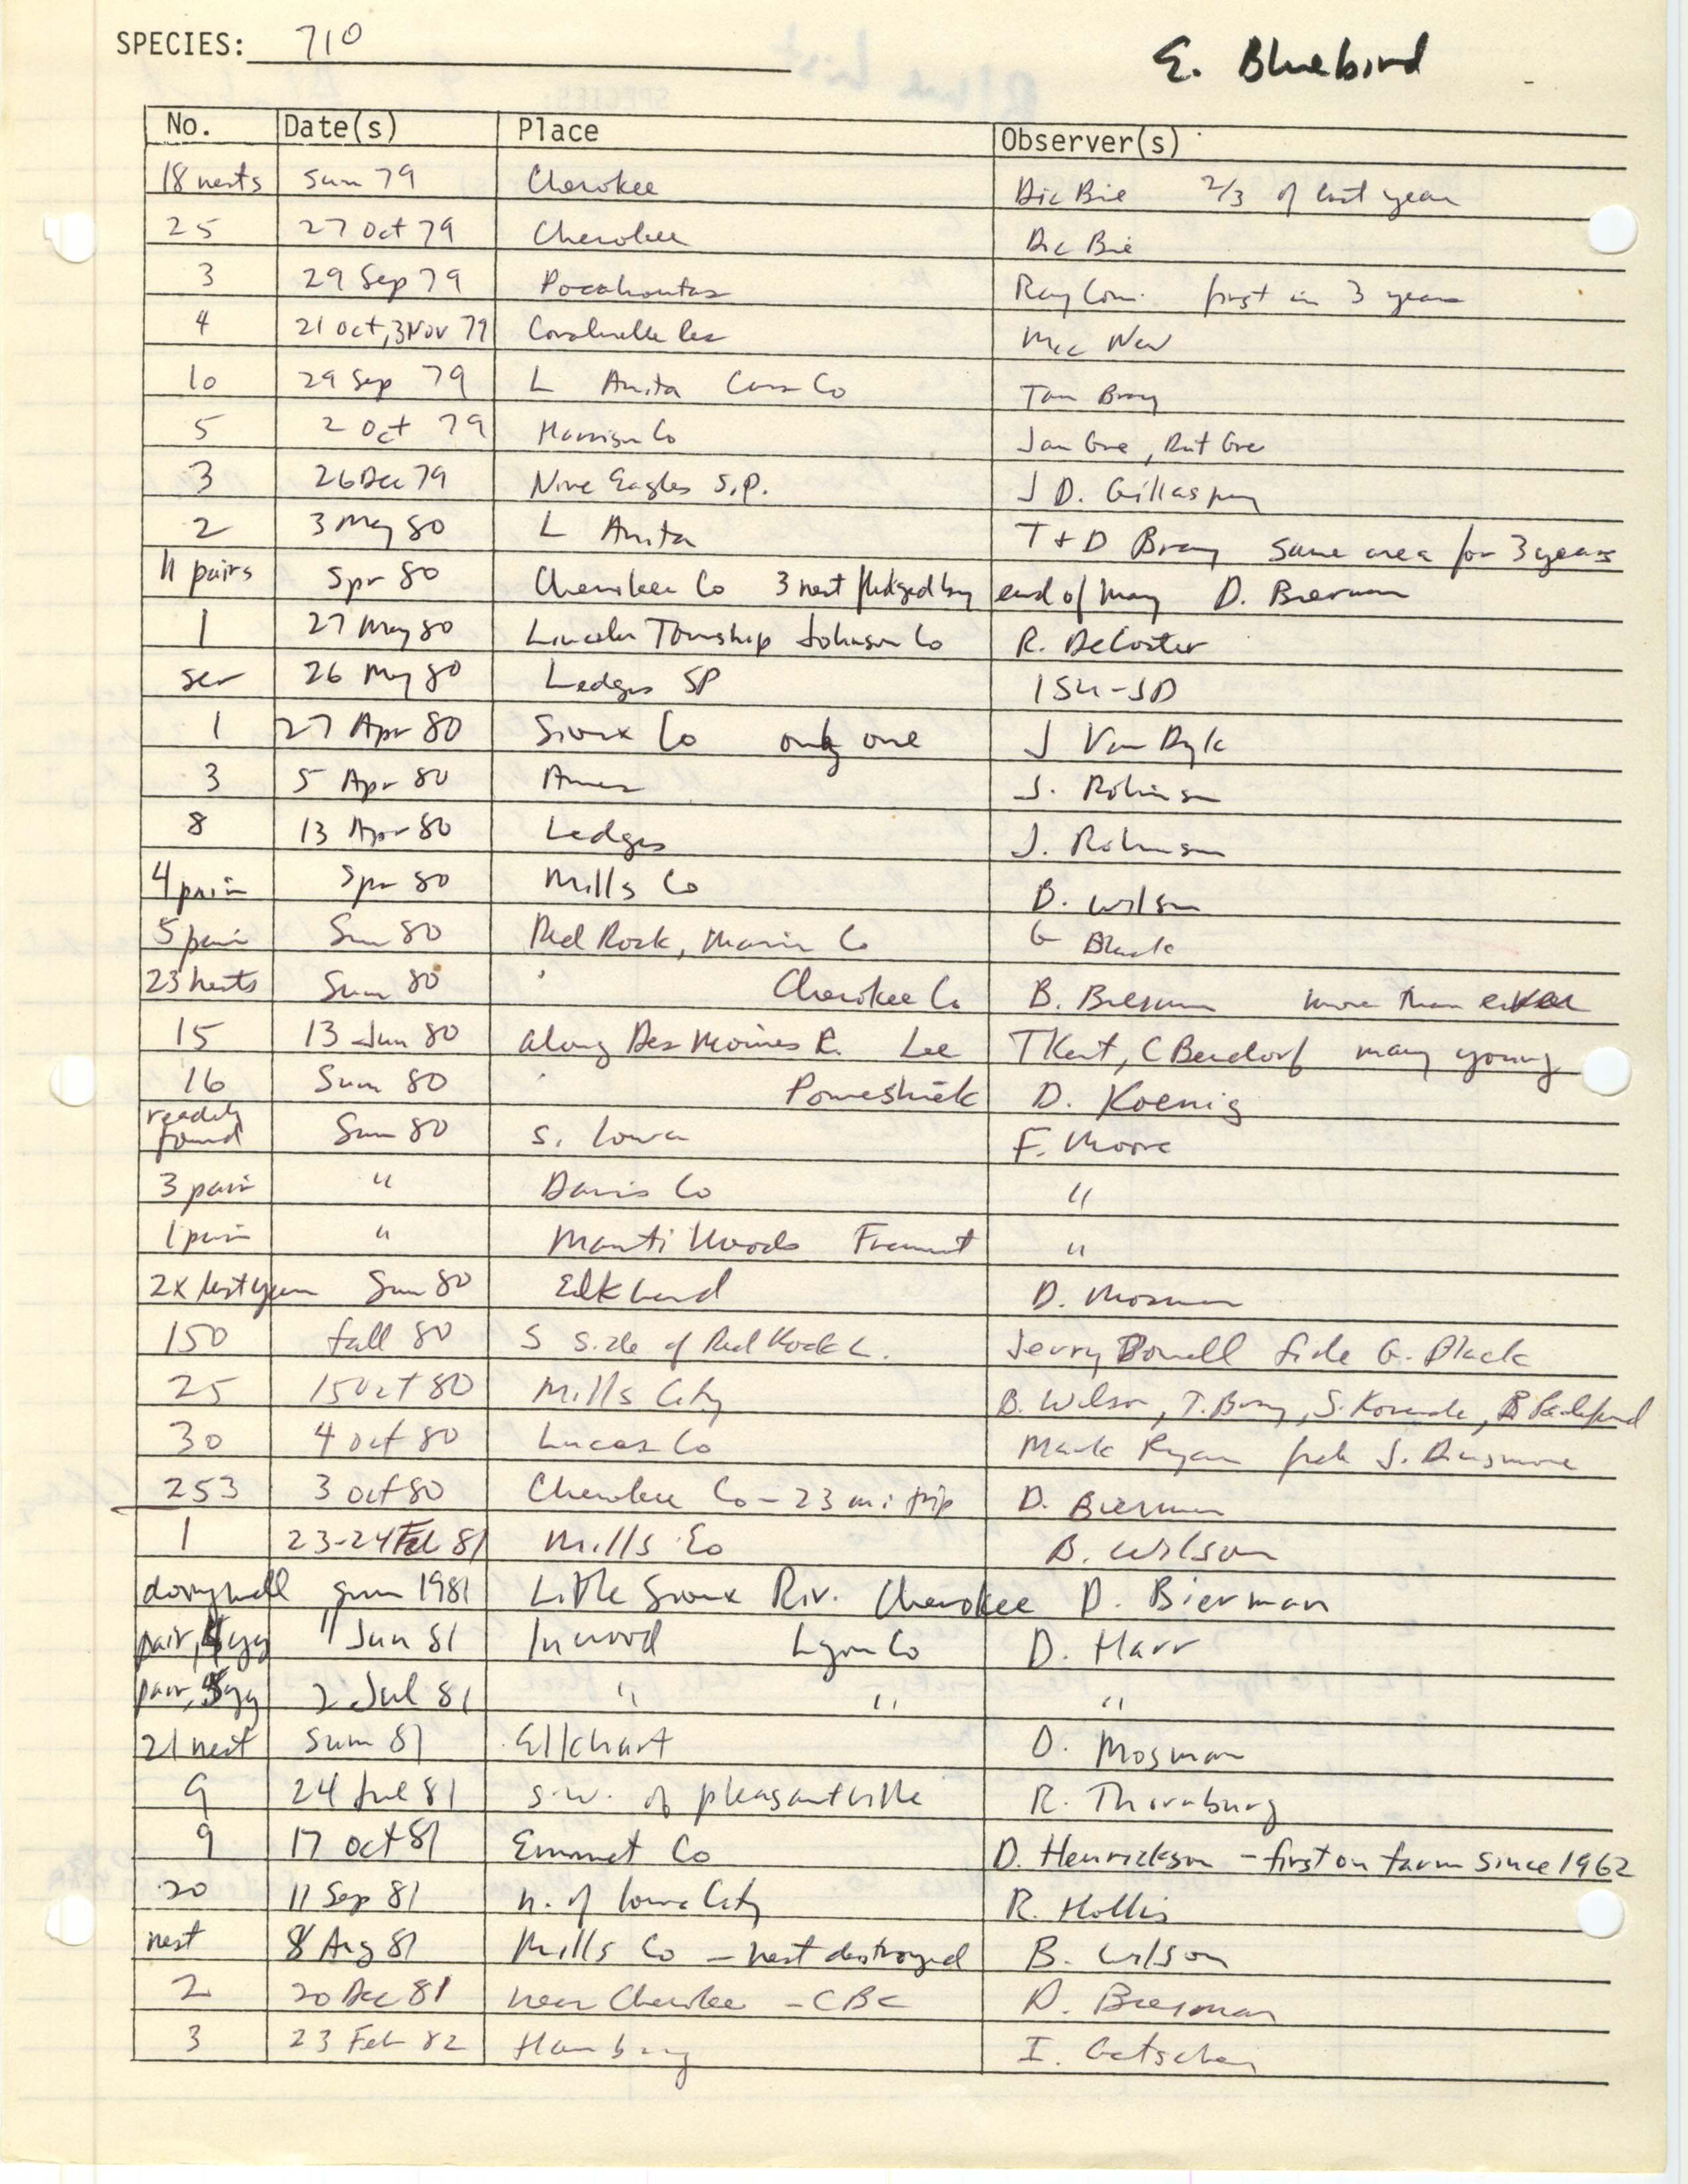 SPECIES: 710 E. Bluebird
No. Date(s) Place Observer(s)
18 nests Sum 79 Cherokee Dic Bie 2/3 of last year
25 27 Oct 79 Cherokee Dic Bie
3 29 Sep 79 Pocahontas Ray Cum. first in 3 years
4 21 Oct, 3 Nov 79 Coralville Res Mic New
10 29 Sep 79 L Anita Cass Co Tan Bray
5 2 Oct 79 Harrison Co Jan Gre, Rut Gre
3 26 Dec 79 Nine Eagles S.P. J D. Gillaspey
2 3 May 80 L Anita T + D Bray same area for 3 years
11 pairs Spr 80 Cherokee Co 3 nest fledged by end of May D. Bierman
1 27 May 80 Lincoln Township Johnson Co R. DeCoster
ser 26 May 80 Ledges SP ISU-JD
1 27 Apr 80 Sioux Co only one J Van Dyk
3 5 Apr 80 Ames J. Robinson
8 13 Apr 80 Ledges J. Robinson
4 pair Spr 80 Mills Co B. Wilson
5 pair Sum 80 Red Rock, Marion Co G Black
23 nests Sum 80 Cherokee Co B. Bierman more than ever
15 13 Jun 80 along Des Moines R. Lee T Kent, C Bendorf many young
16 Sum 80 Poweshiek D. Koenig
readily found Sum 80 S. Iowa F. Moore
3 pair " Davis Co "
1 pair " Manti Woods Fremont "
2x last year Sum 80 Elkhard D. Mosman
150 fall 80 S side of Red Rock L. Jerry Dowell fide G. Black
25 15 Oct 80 Mills City B. Wilson, T. Bray, S. Kovanda, B Padelford
30 4 Oct 80 Lucas Co Mark Ryan fide J. Dinsmore
253 3 Oct 80 Cherokee Co - 23 mi trip D. Bierman
1 23-24 Feb 81 Mills Co B. Wilson
doing well sum 1981 Little Sioux Riv. Cherokee D. Bierman
pair, 4 yg 1 Jun 81 Inwood Lyon Co D. Harr
pair, 5 yg 2 Jul 81 " " "
21 nest Sum 81 Elkhart D. Mosman
9 24 Jul 81 s.w. of pleasantville R. Thornburg
9 17 Oct 81 Emmet Co D. Henrickson - first on farm since 1962
20 11 Sep 81 n. of Iowa City R. Hollis
nest 8 Aug 81 Mills Co - nest destroyed B. Wilson
2 20 Dec 81 near Cherokee - CBC D. Bierman
3 23 Feb 82 Hamburg I. Getscher